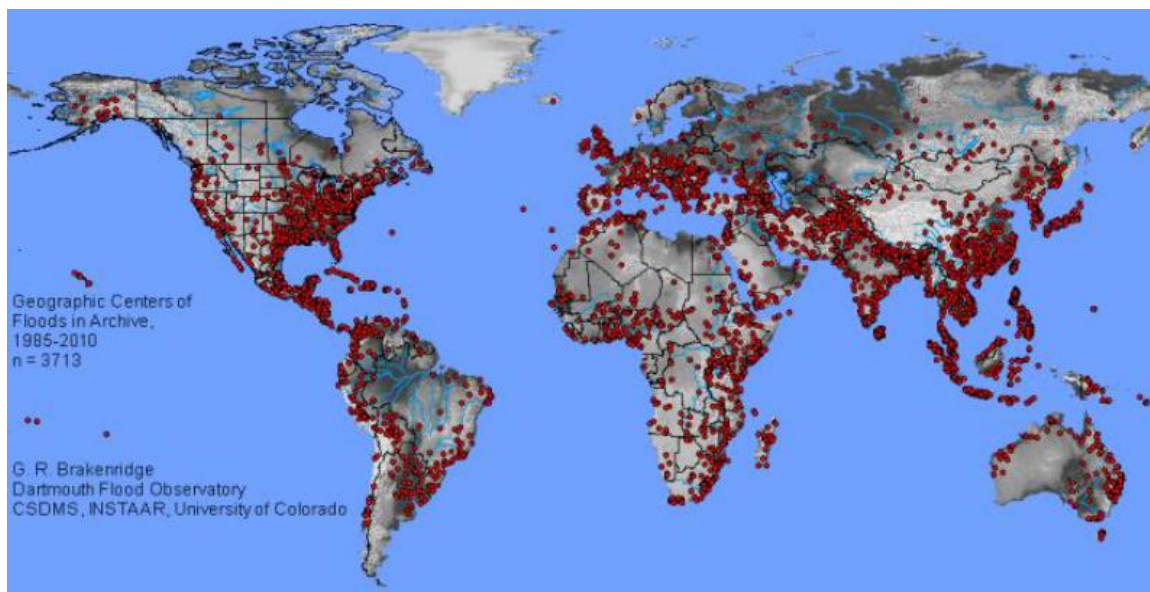 Geographic Centers of
Floods in Archive,
1985-2010
n = 3713
G. R. Brakenridge
Dartmouth Flood Observatory
CSDMS, INSTAAR, University of Colorado